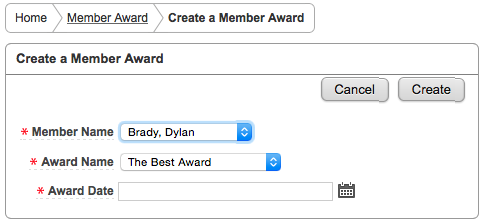 Home Member Award Create a Member Award
Create a Member Award
Cancel Create
* Member Name Brady, Dylan
* Award Name The Best Award
* Award Date